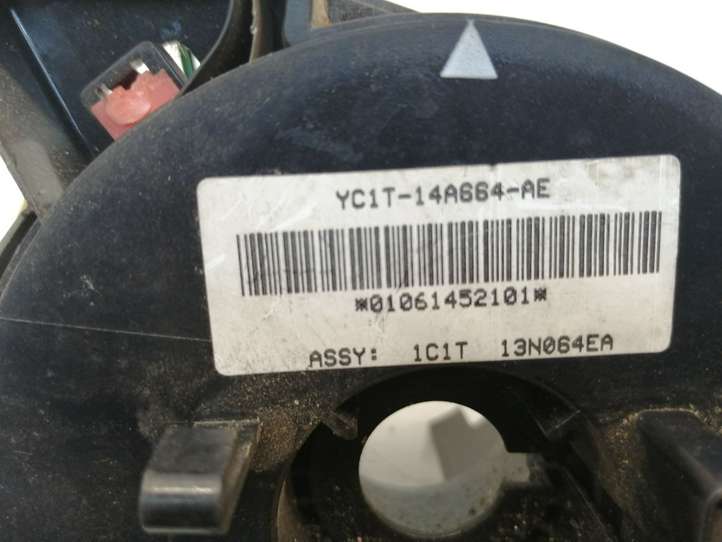 YC1T-14A664-AE
*01061452101*
ASSY: 1C1T 13N064EA